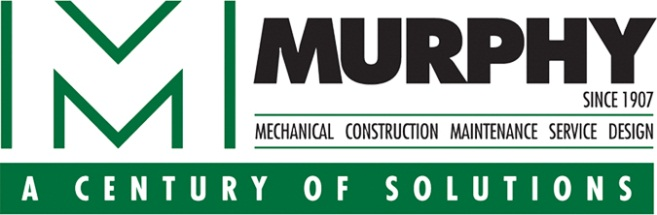 MURPHY
SINCE 1907
MECHANICAL CONSTRUCTION MAINTENANCE SERVICE DESIGN
A CENTURY OF SOLUTIONS